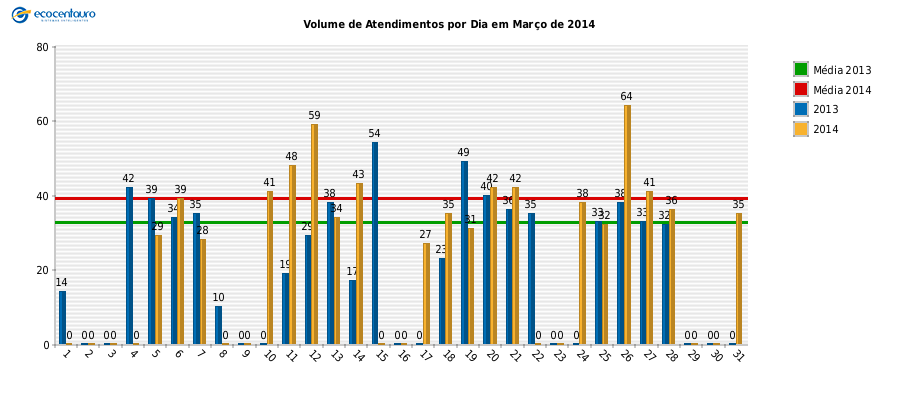 ecocentauro
Volume de Atendimentos por Dia em Março de 2014
80
60
40
20
0
14 0 0 0 0 0 42 0 39 29 34 39 35 28 10 0 0 0 0 41 19 48 29 59 38 34 17 43 54 0 0 0 0 27 23 35 49 31 40 42 36 42 35 0 0 0 0 38 33 32 38 64 33 41 32 36 0 0 0 0 0 35
1 2 3 4 5 6 7 8 9 10 11 12 13 14 15 16 17 18 19 20 21 22 23 24 25 26 27 28 29 30 31
Média 2013
Média 2014
2013
2014